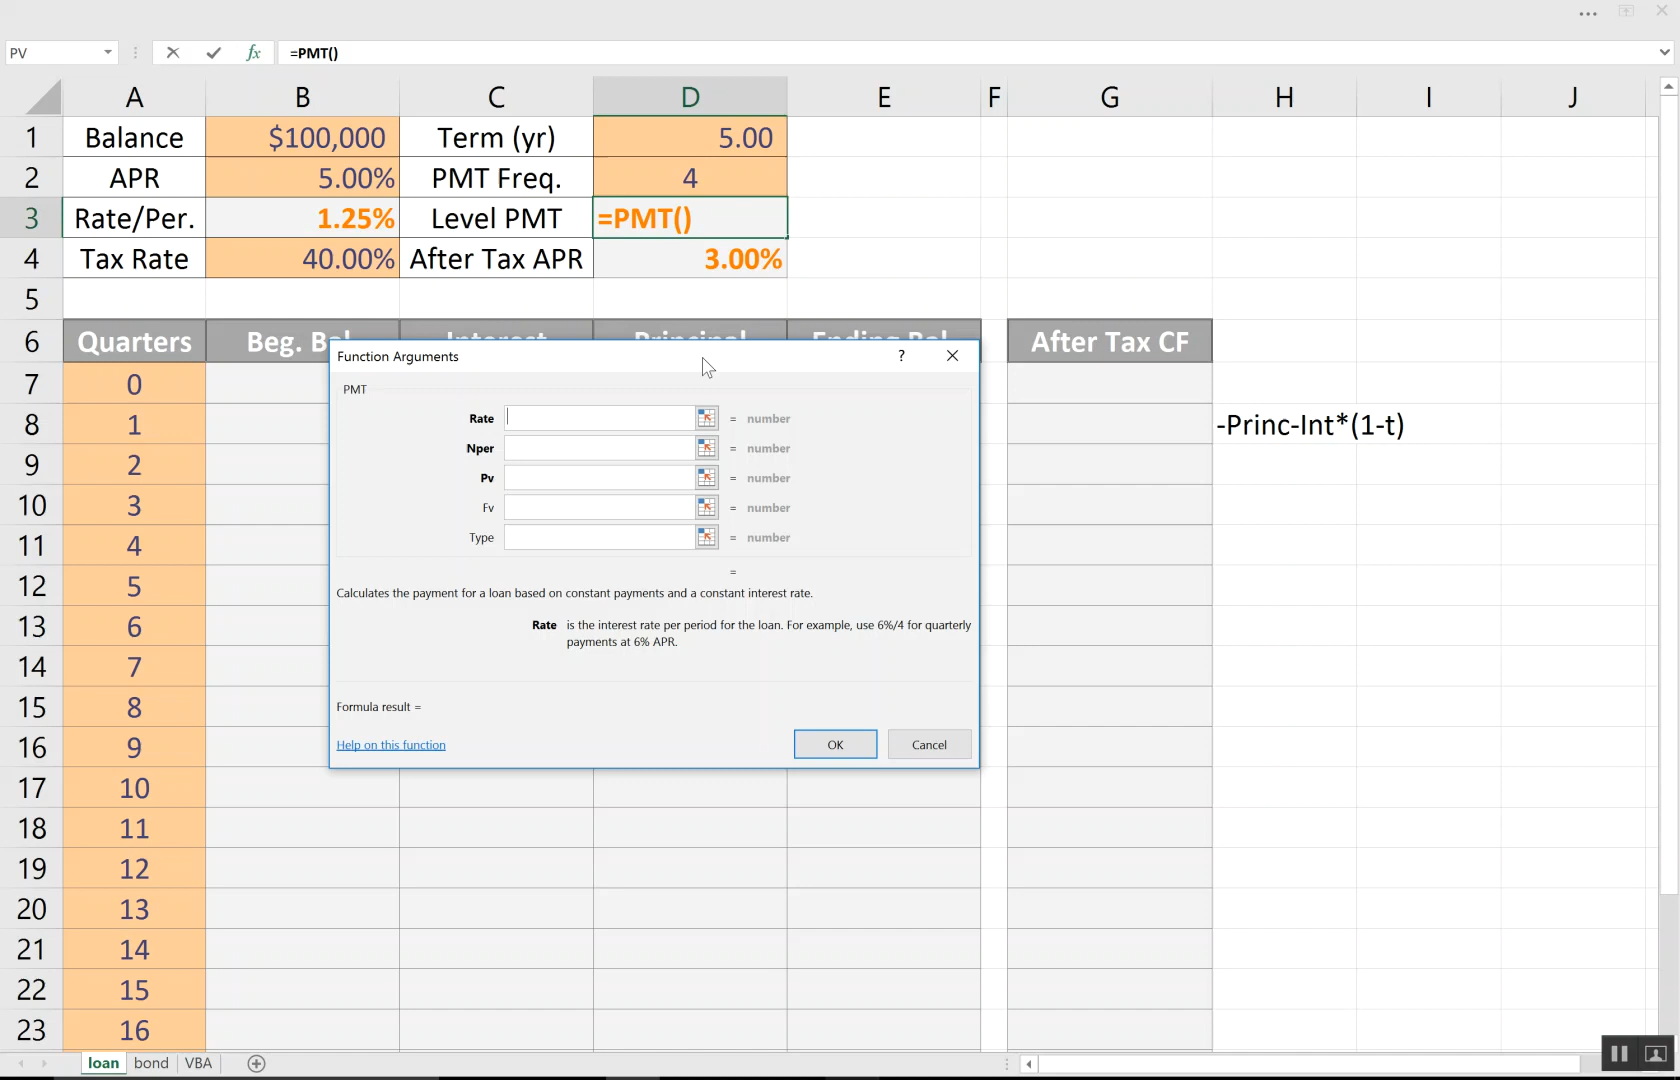 PV fx =PMT()
A B C D E F G H I J
1 Balance $100,000 Term (yr) 5.00
2 APR 5.00% PMT Freq. 4
3 Rate/Per. 1.25% Level PMT =PMT()
4 Tax Rate 40.00% After Tax APR 3.00%
5
6 Quarters Beg. Bal Interest Principal Ending Bal After Tax CF
Function Arguments ?
7 0
PMT
Rate = number
8 1 -Princ-Int*(1-t)
Nper = number
9 2
Pv = number
10 3
Fv = number
11 4
Type = number
=
12 5
Calculates the payment for a loan based on constant payments and a constant interest rate.
13 6
Rate is the interest rate per period for the loan. For example, use 6%/4 for quarterly
payments at 6% APR.
14 7
15 8
Formula result =
16 9
Help on this function OK Cancel
17 10
18 11
19 12
20 13
21 14
22 15
23 16
loan bond VBA